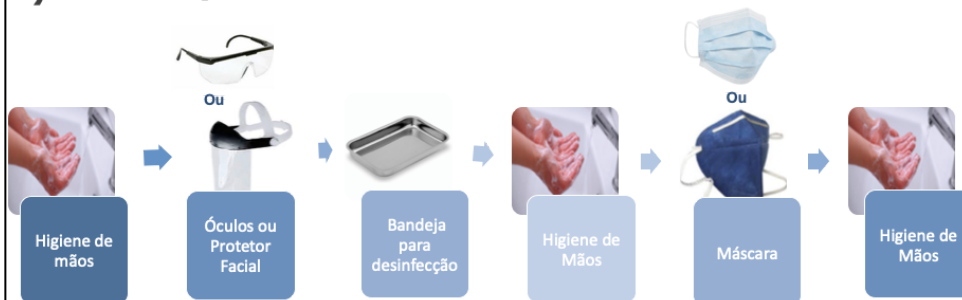 Ou
Ou
Higiene de
mãos
Óculos ou
Protetor
Facial
Bandeja
para
desinfecção
Higiene de
Mãos
Máscara
Higiene de
Mãos